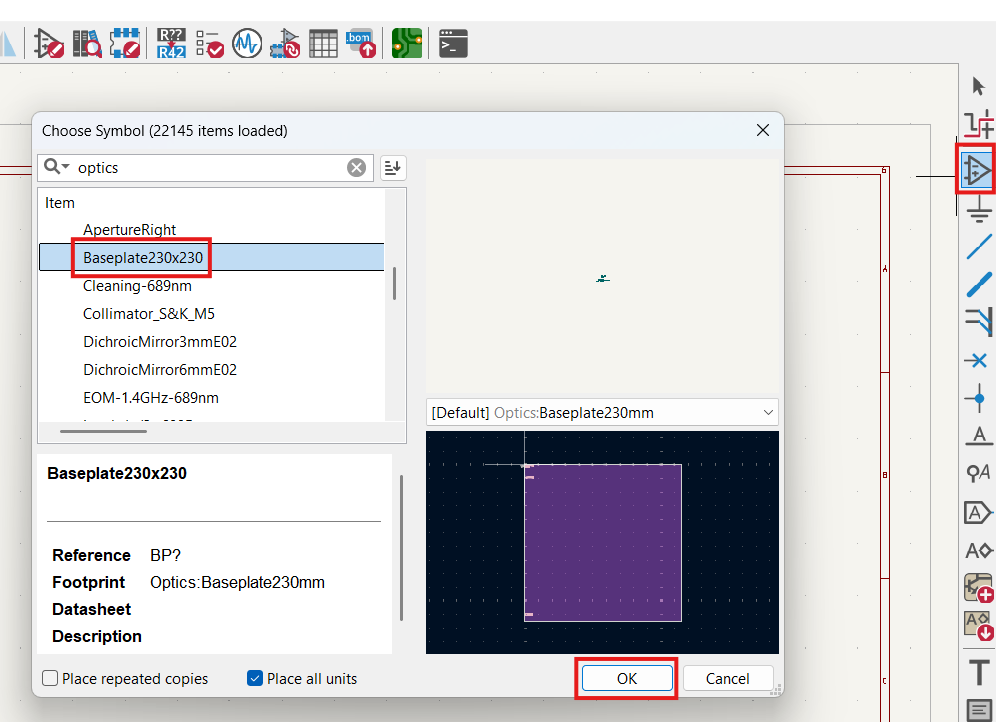 R??
R42
.bom
Choose Symbol (22145 items loaded)
optics
Item
ApertureRight
Baseplate230x230
Cleaning-689nm
Collimator_S&K_M5
DichroicMirror3mmE02
DichroicMirror6mmE02
EOM-1.4GHz-689nm
[Default] Optics:Baseplate230mm
Baseplate230x230
Reference BP?
Footprint Optics:Baseplate230mm
Datasheet
Description
Place repeated copies
Place all units
OK
Cancel
A
B
C
A
A
A
A
A
T